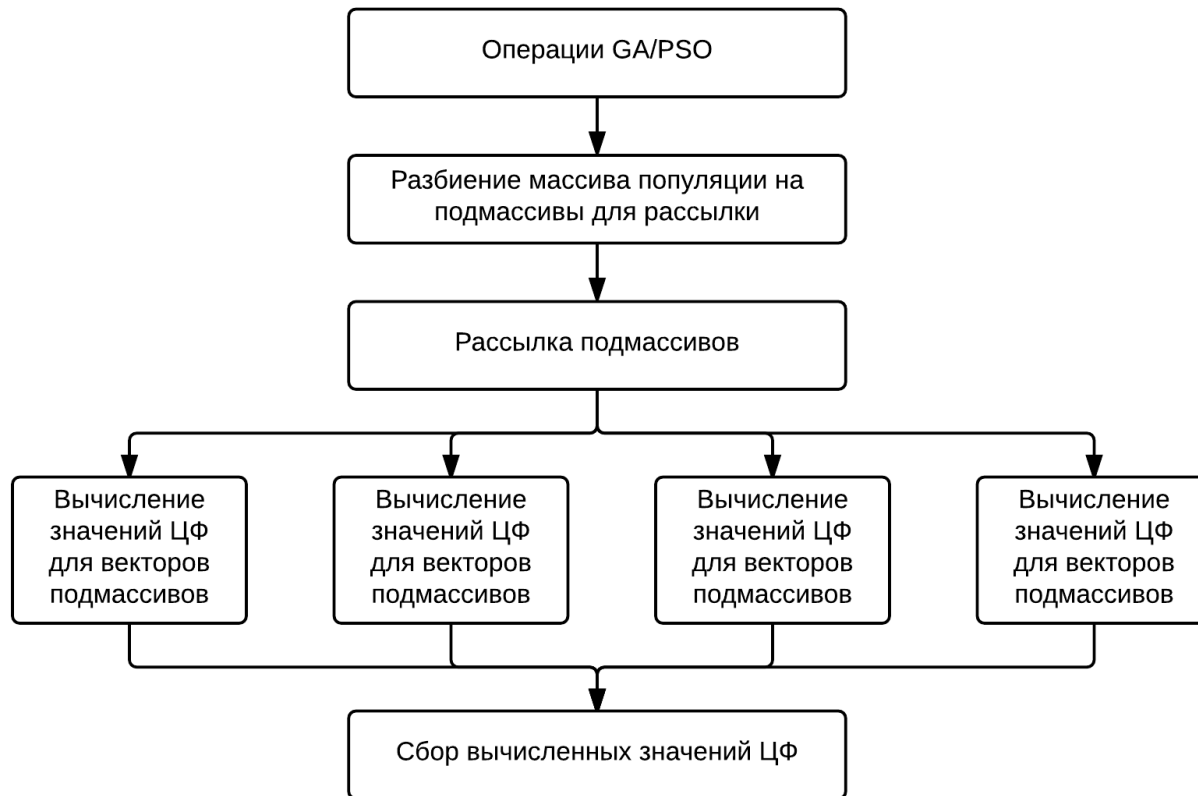 Операции GA/PSO
Разбиение массива популяции на
подмассивы для рассылки
Рассылка подмассивов
Вычисление
значений ЦФ
для векторов
подмассивов
Вычисление
значений ЦФ
для векторов
подмассивов
Вычисление
значений ЦФ
для векторов
подмассивов
Вычисление
значений ЦФ
для векторов
подмассивов
Сбор вычисленных значений ЦФ